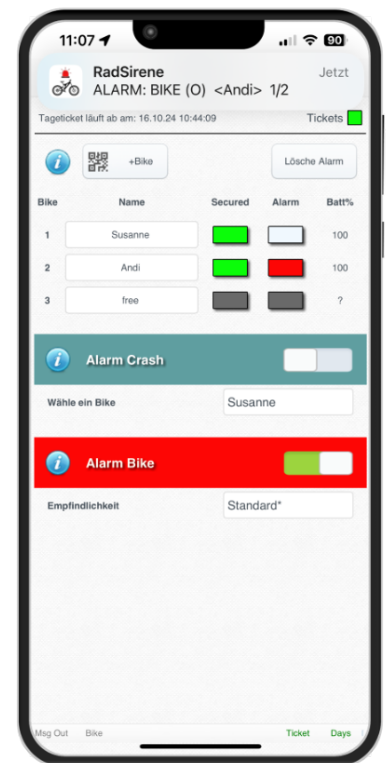 11:07 90
RadSirene Jetzt
ALARM: BIKE (O) <Andi> 1/2
Tageticket läuft ab am: 16.10.24 10:44:09 Tickets
i +Bike Lösche Alarm
Bike Name Secured Alarm Batt%
1 Susanne 100
2 Andi 100
3 free ?
i Alarm Crash
Wähle ein Bike Susanne
i Alarm Bike
Empfindlichkeit Standard*
Msg Out Bike Ticket Days